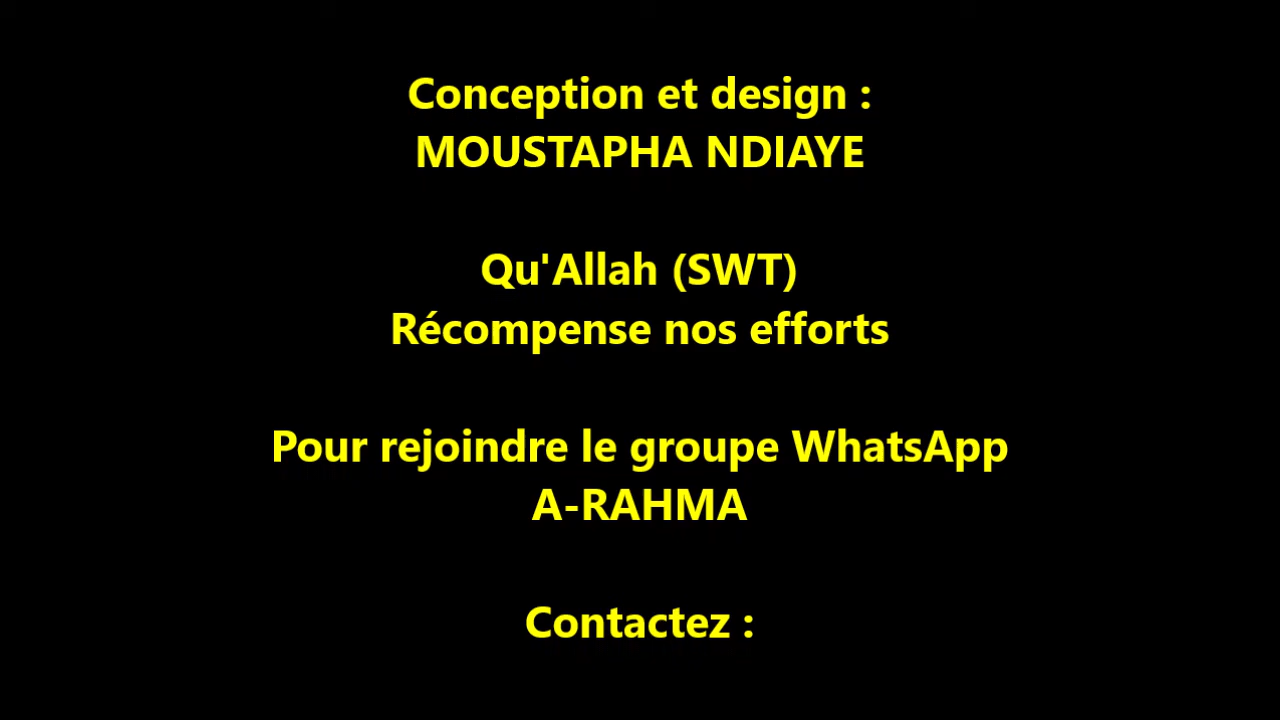 Conception et design :
MOUSTAPHA NDIAYE
Qu'Allah (SWT)
Récompense nos efforts
Pour rejoindre le groupe WhatsApp
A-RAHMA
Contactez :